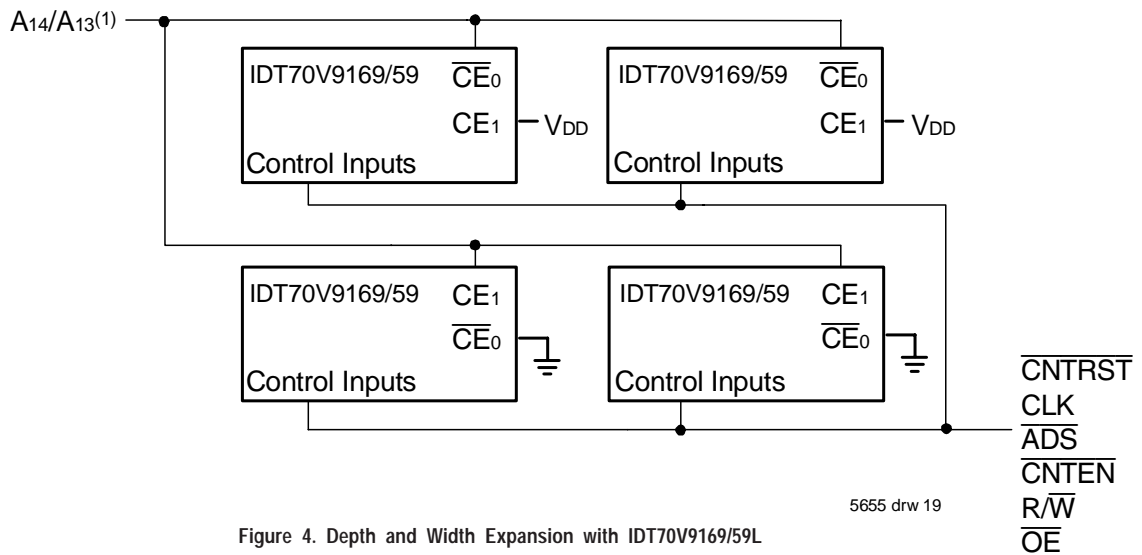 A14/A13(1)
IDT70V9169/59 CE0
CE1 VDD
Control Inputs
IDT70V9169/59 CE0
CE1 VDD
Control Inputs
IDT70V9169/59 CE1
CE0
Control Inputs
IDT70V9169/59 CE1
CE0
Control Inputs
CNTRST
CLK
ADS
CNTEN
R/W
OE
5655 drw 19
Figure 4. Depth and Width Expansion with IDT70V9169/59L